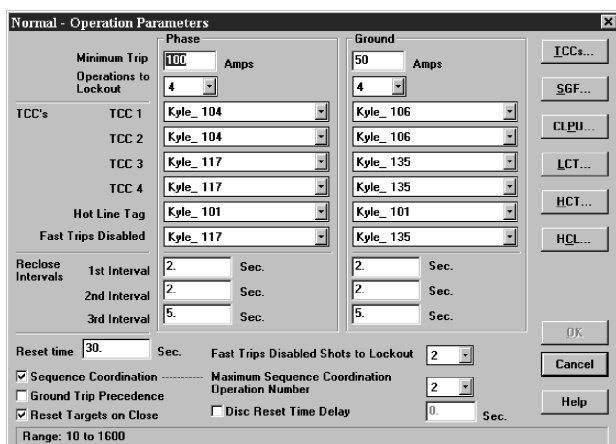 Normal - Operation Parameters
Phase Ground
Minimum Trip 100 Amps 50 Amps TCCs...
Operations to Lockout 4 4 SGF...
TCC's TCC 1 Kyle_ 104 Kyle_ 106
TCC 2 Kyle_ 104 Kyle_ 106 CLPU...
TCC 3 Kyle_ 117 Kyle_ 135 LCT...
TCC 4 Kyle_ 117 Kyle_ 135
Hot Line Tag Kyle_ 101 Kyle_ 101 HCT...
Fast Trips Disabled Kyle_ 117 Kyle_ 135 HCL...
Reclose Intervals 1st Interval 2. Sec. 2. Sec.
2nd Interval 2. Sec. 2. Sec.
3rd Interval 5. Sec. 5. Sec.
OK
Reset time 30. Sec. Fast Trips Disabled Shots to Lockout 2
Cancel
Sequence Coordination ---------- Maximum Sequence Coordination Operation Number 2
Ground Trip Precedence
Help
Reset Targets on Close Disc Reset Time Delay 0. Sec.
Range: 10 to 1600